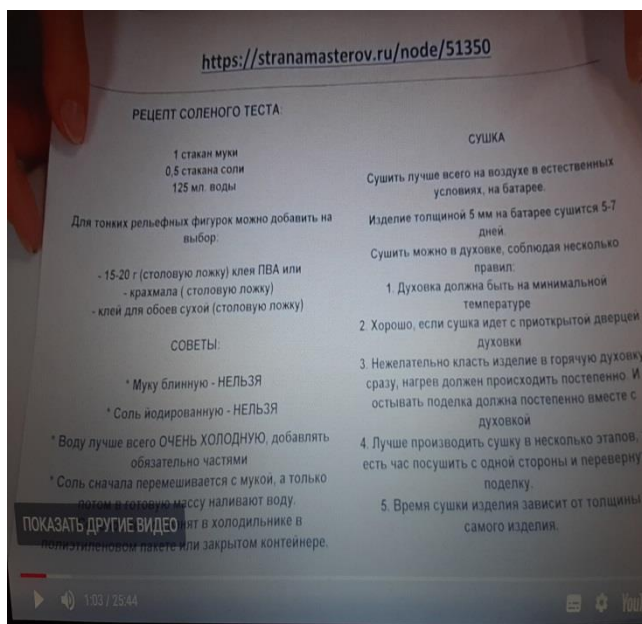 https://stranamasterov.ru/node/51350
РЕЦЕПТ СОЛЕНОГО ТЕСТА:
1 стакан муки
0,5 стакана соли
125 мл. воды
Для тонких рельефных фигурок можно добавить на
выбор:
- 15-20 г (столовую ложку) клея ПВА или
- крахмала ( столовую ложку)
- клей для обоев сухой (столовую ложку)
СОВЕТЫ:
* Муку блинную - НЕЛЬЗЯ
* Соль йодированную - НЕЛЬЗЯ
* Воду лучше всего ОЧЕНЬ ХОЛОДНУЮ, добавлять
обязательно частями
* Соль сначала перемешивается с мукой, а только
потом в готовую массу наливают воду.
нят в холодильнике в
полиэтиленовом пакете или закрытом контейнере.
СУШКА
Сушить лучше всего на воздухе в естественных
условиях, на батарее.
Изделие толщиной 5 мм на батарее сушится 5-7
дней.
Сушить можно в духовке, соблюдая несколько
правил:
1. Духовка должна быть на минимальной
температуре
2. Хорошо, если сушка идет с приоткрытой дверцей
духовки
3. Нежелательно класть изделие в горячую духовку
сразу, нагрев должен происходить постепенно. И
остывать поделка должна постепенно вместе с
духовкой
4. Лучше производить сушку в несколько этапов,
есть час посушить с одной стороны и переверну
поделку.
5. Время сушки изделия зависит от толщины
самого изделия.
ПОКАЗАТЬ ДРУГИЕ ВИДЕО
1:03 / 25:44
You